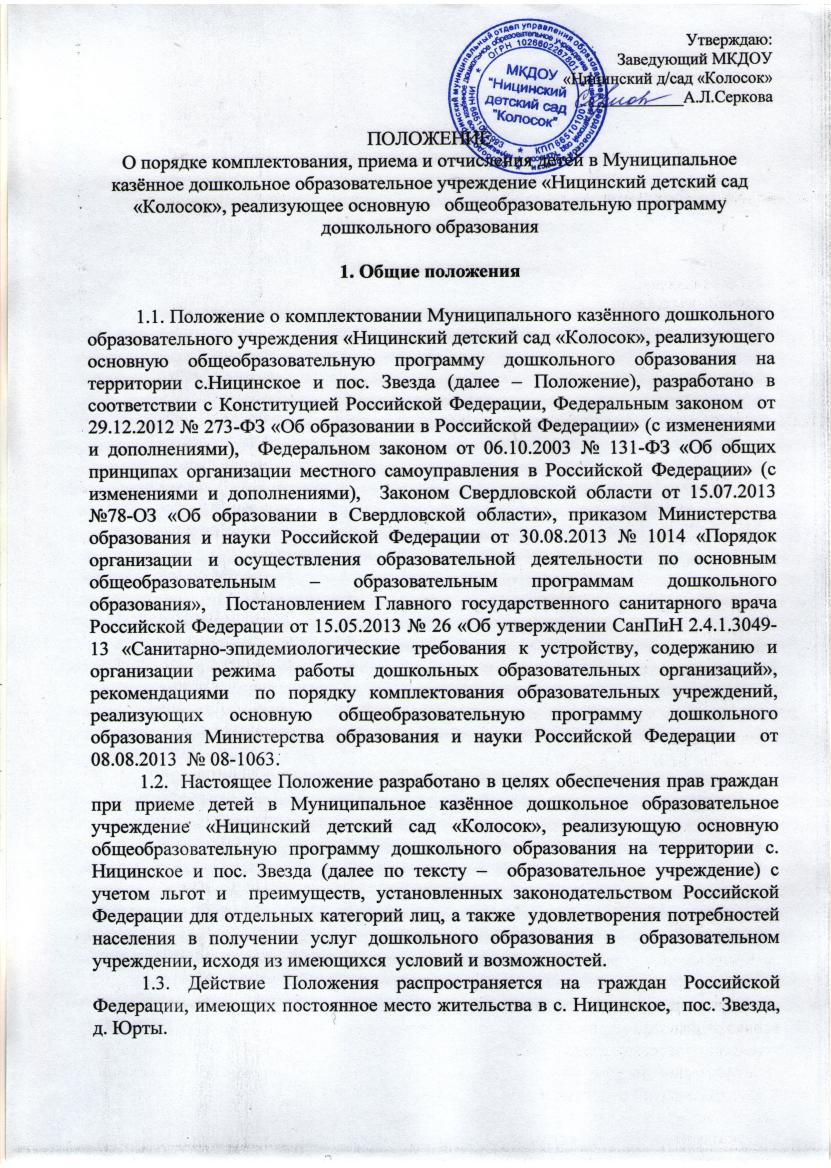 Утверждаю:
Заведующий МКДОУ
«Ницинский д/сад «Колосок»
А.Л.Серкова
МКДОУ
"Ницинский
детский сад
"Колосок"
ПОЛОЖЕНИЕ
О порядке комплектования, приема и отчисления детей в Муниципальное
казённое дошкольное образовательное учреждение «Ницинский детский сад
«Колосок», реализующее основную общеобразовательную программу
дошкольного образования
1. Общие положения
1.1. Положение о комплектовании Муниципального казённого дошкольного
образовательного учреждения «Ницинский детский сад «Колосок», реализующего
основную общеобразовательную программу дошкольного образования на
территории с.Ницинское и пос. Звезда (далее – Положение), разработано в
соответствии с Конституцией Российской Федерации, Федеральным законом от
29.12.2012 № 273-ФЗ «Об образовании в Российской Федерации» (с изменениями
и дополнениями), Федеральном законом от 06.10.2003 № 131-ФЗ «Об общих
принципах организации местного самоуправления в Российской Федерации» (с
изменениями и дополнениями), Законом Свердловской области от 15.07.2013
№78-ОЗ «Об образовании в Свердловской области», приказом Министерства
образования и науки Российской Федерации от 30.08.2013 № 1014 «Порядок
организации и осуществления образовательной деятельности по основным
общеобразовательным – образовательным программам дошкольного
образования», Постановлением Главного государственного санитарного врача
Российской Федерации от 15.05.2013 № 26 «Об утверждении СанПиН 2.4.1.3049-
13 «Санитарно-эпидемиологические требования к устройству, содержанию и
организации режима работы дошкольных образовательных организаций»,
рекомендациями по порядку комплектования образовательных учреждений,
реализующих основную общеобразовательную программу дошкольного
образования Министерства образования и науки Российской Федерации от
08.08.2013 № 08-1063.
1.2. Настоящее Положение разработано в целях обеспечения прав граждан
при приеме детей в Муниципальное казённое дошкольное образовательное
учреждение «Ницинский детский сад «Колосок», реализующую основную
общеобразовательную программу дошкольного образования на территории с.
Ницинское и пос. Звезда (далее по тексту – образовательное учреждение) с
учетом льгот и преимуществ, установленных законодательством Российской
Федерации для отдельных категорий лиц, а также удовлетворения потребностей
населения в получении услуг дошкольного образования в образовательном
учреждении, исходя из имеющихся условий и возможностей.
1.3. Действие Положения распространяется на граждан Российской
Федерации, имеющих постоянное место жительства в с. Ницинское, пос. Звезда,
д. Юрты.